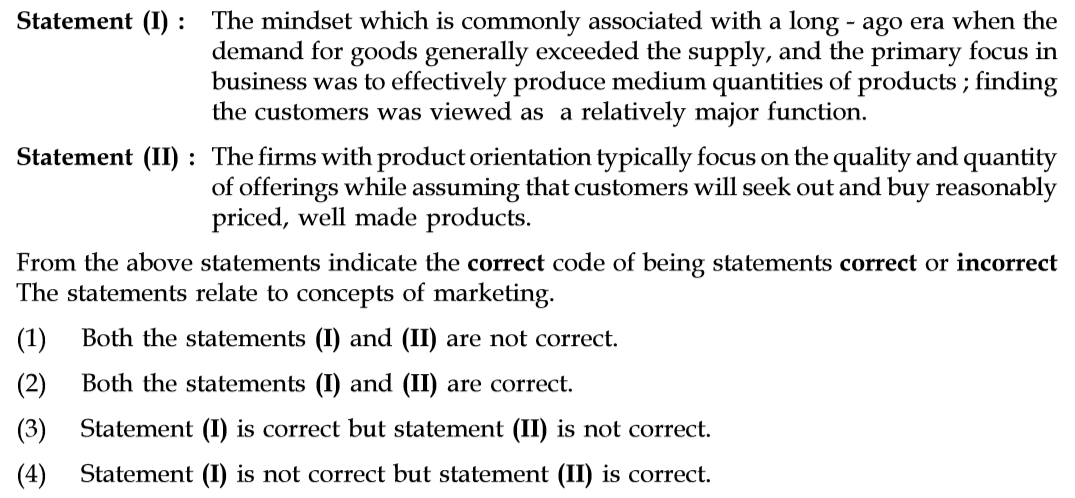 Statement (I) : The mindset which is commonly associated with a long - ago era when the
demand for goods generally exceeded the supply, and the primary focus in
business was to effectively produce medium quantities of products ; finding
the customers was viewed as a relatively major function.
Statement (II) : The firms with product orientation typically focus on the quality and quantity
of offerings while assuming that customers will seek out and buy reasonably
priced, well made products.
From the above statements indicate the correct code of being statements correct or incorrect
The statements relate to concepts of marketing.
(1) Both the statements (I) and (II) are not correct.
(2) Both the statements (I) and (II) are correct.
(3) Statement (I) is correct but statement (II) is not correct.
(4) Statement (I) is not correct but statement (II) is correct.